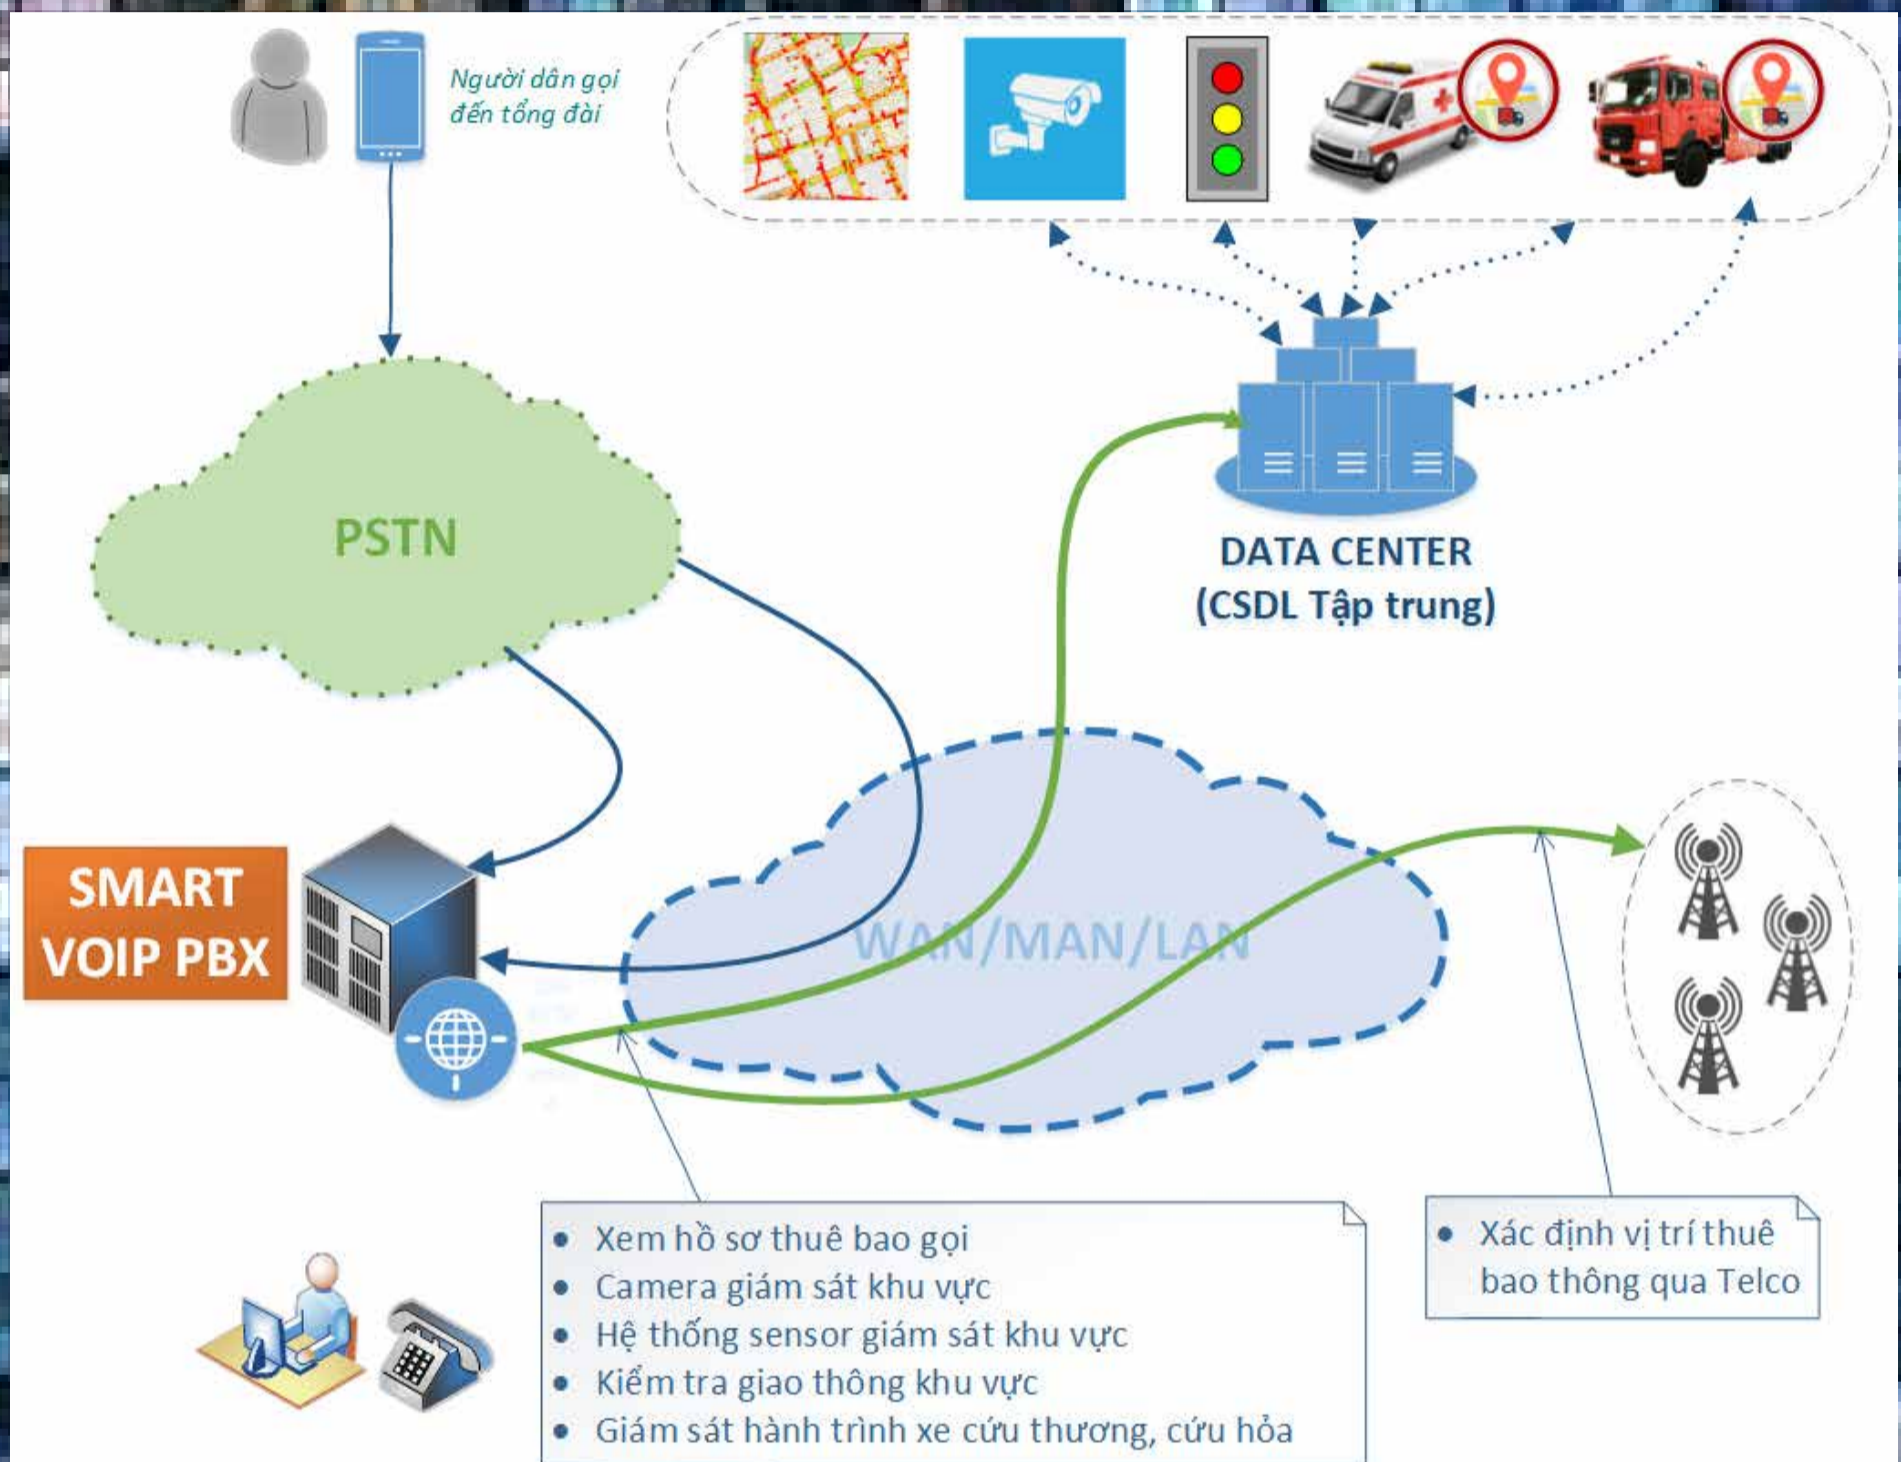 Người dân gọi
đến tổng đài
PSTN
DATA CENTER
(CSDL Tập trung)
SMART
VOIP PBX
WAN/MAN/LAN
• Xem hồ sơ thuê bao gọi
• Camera giám sát khu vực
• Hệ thống sensor giám sát khu vực
• Kiểm tra giao thông khu vực
• Giám sát hành trình xe cứu thương, cứu hỏa
• Xác định vị trí thuê
bao thông qua Telco